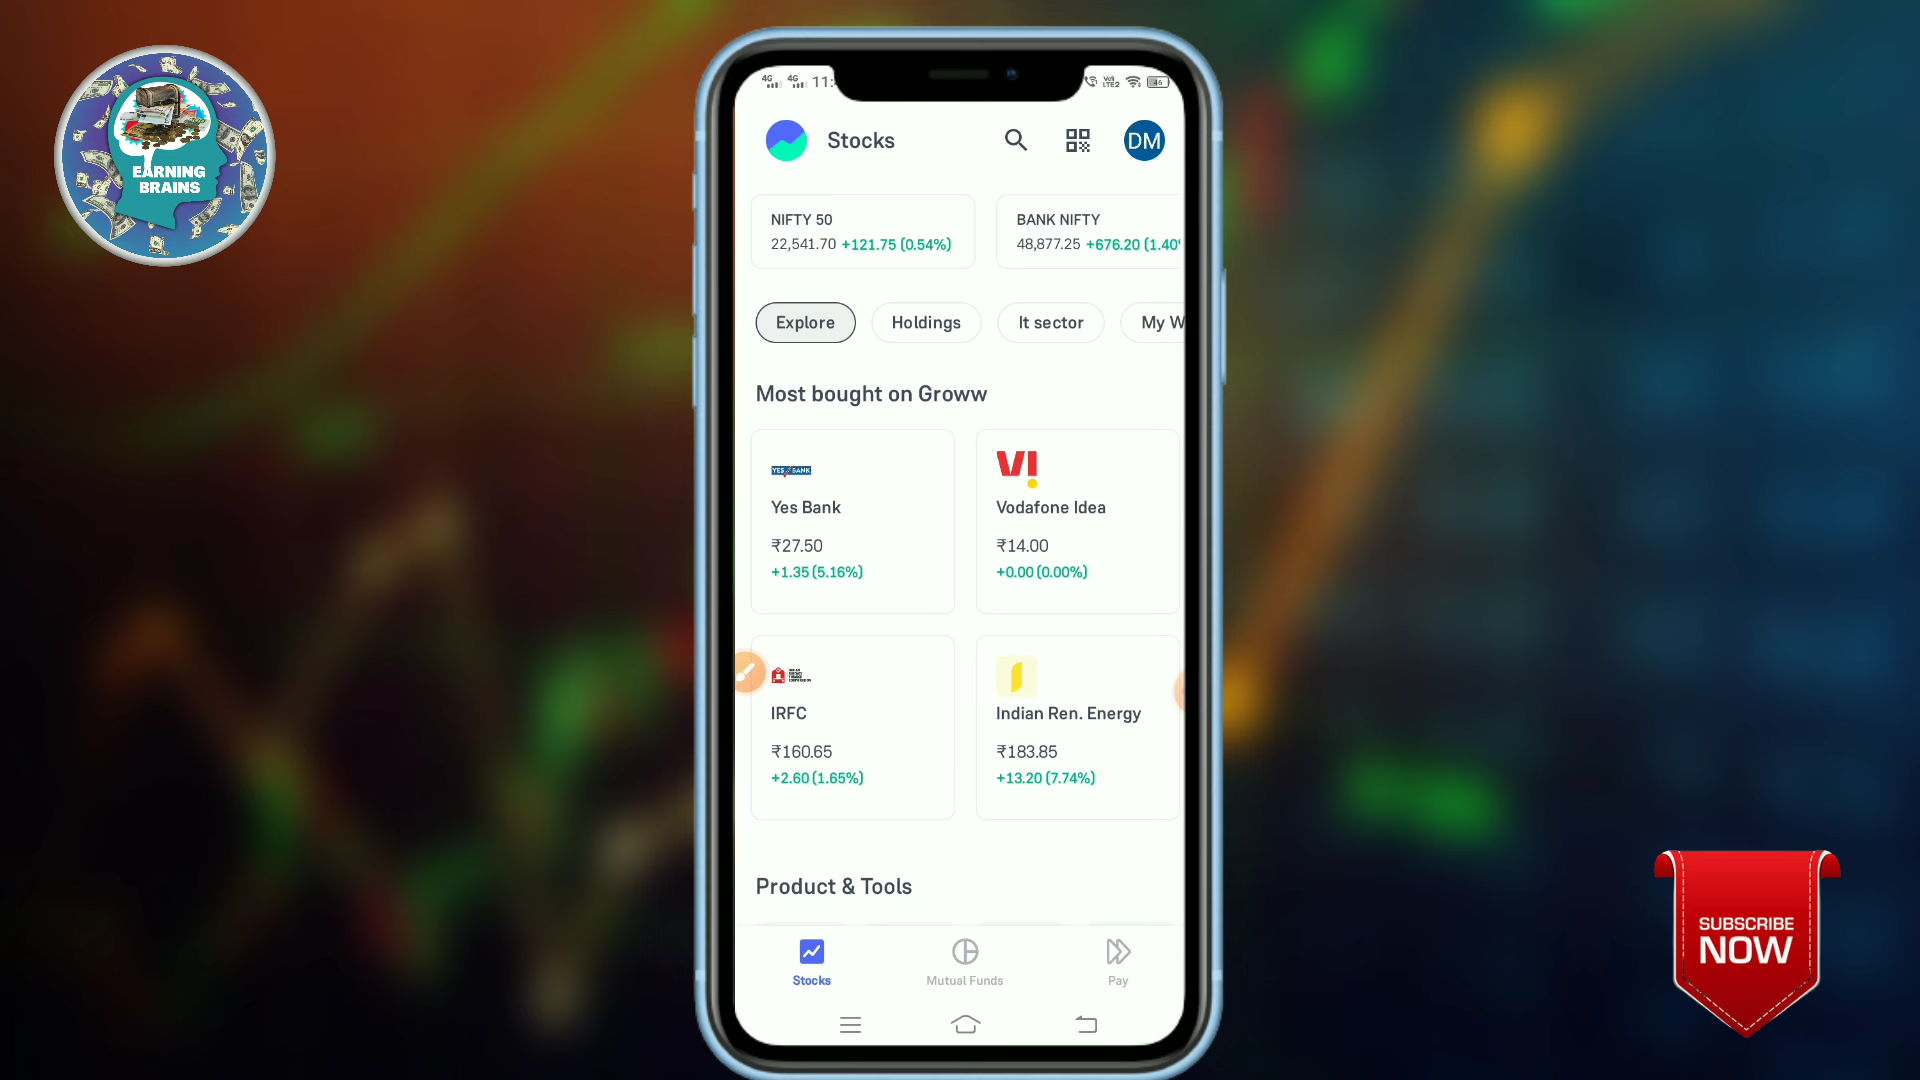 EARNING
BRAINS
4G 4G 11:
46
Stocks
DM
NIFTY 50
22,541.70 +121.75 (0.54%)
BANK NIFTY
48,877.25 +676.20 (1.40
Explore
Holdings
It sector
My W
Most bought on Groww
YES BANK
Yes Bank
₹27.50
+1.35 (5.16%)
VI
Vodafone Idea
₹14.00
+0.00 (0.00%)
IRFC
₹160.65
+2.60 (1.65%)
Indian Ren. Energy
₹183.85
+13.20 (7.74%)
Product & Tools
Stocks
Mutual Funds
Pay
SUBSCRIBE
NOW